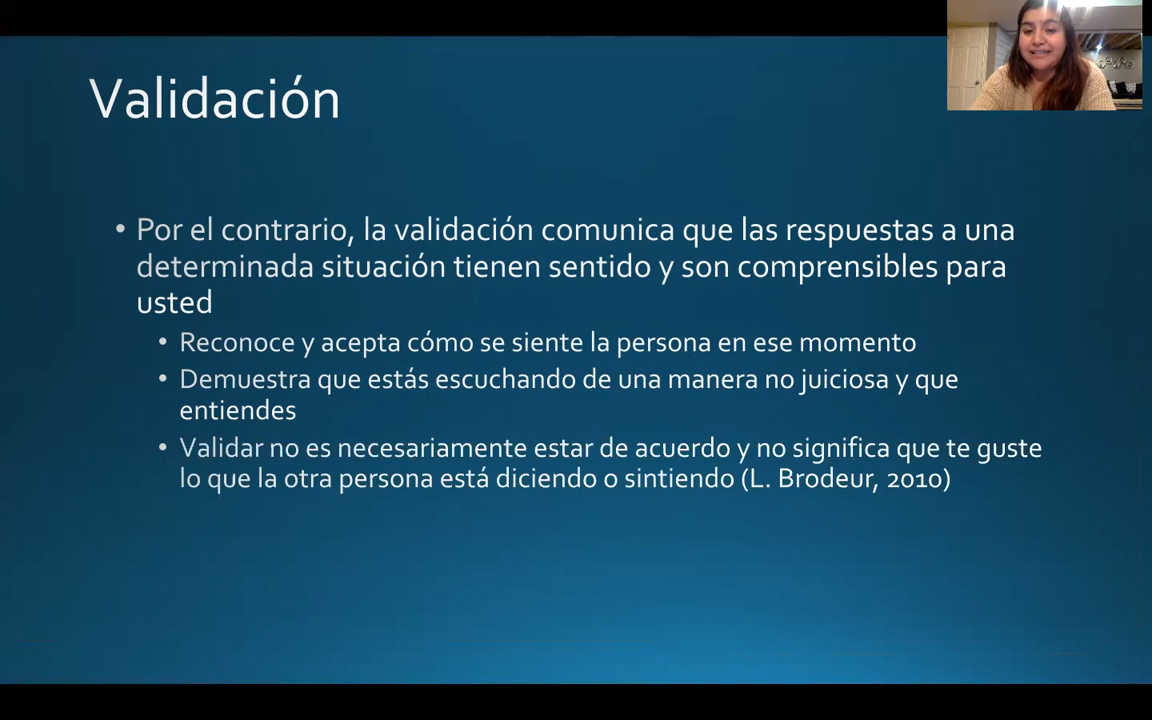 Validación
• Por el contrario, la validación comunica que las respuestas a una
determinada situación tienen sentido y son comprensibles para
usted
• Reconoce y acepta cómo se siente la persona en ese momento
• Demuestra que estás escuchando de una manera no juiciosa y que
entiendes
• Validar no es necesariamente estar de acuerdo y no significa que te guste
lo que la otra persona está diciendo o sintiendo (L. Brodeur, 2010)